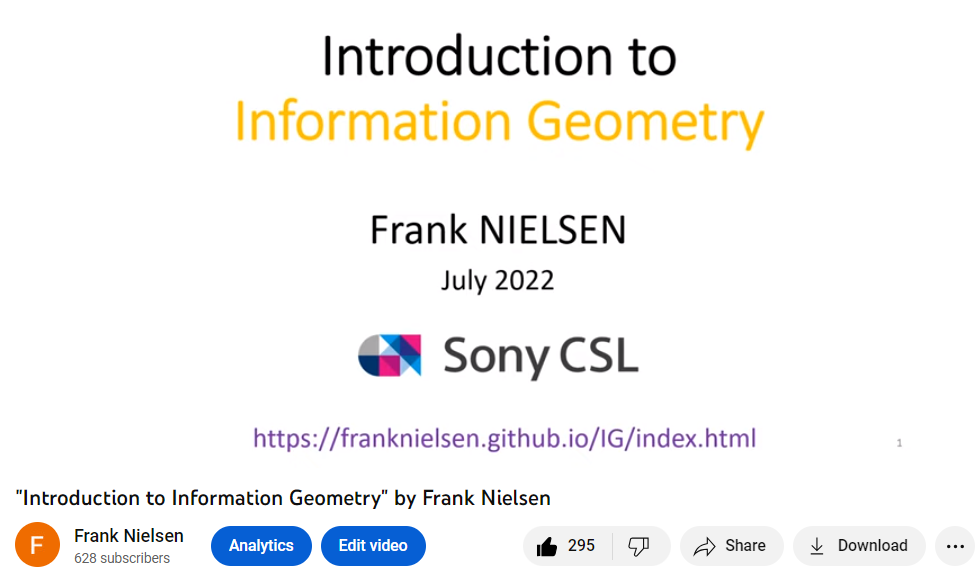 Introduction to
Information Geometry
Frank NIELSEN
July 2022
Sony CSL
https://franknielsen.github.io/IG/index.html
1
"Introduction to Information Geometry" by Frank Nielsen
F
Frank Nielsen
628 subscribers
Analytics
Edit video
295
Share
Download